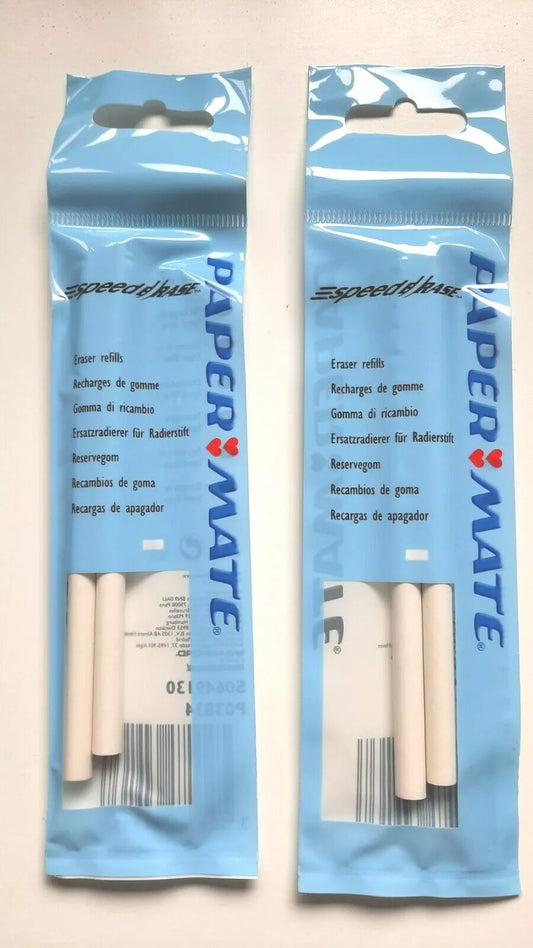 speed ERASE™
PAPER MATE®
Eraser refills
Recharges de gomme
Gomma di ricambio
Ersatzradierer für Radierstift
Reservegom
Recambios de goma
Recargas de apagador
S0649130
speed ERASE™
PAPER MATE®
Eraser refills
Recharges de gomme
Gomma di ricambio
Ersatzradierer für Radierstift
Reservegom
Recambios de goma
Recargas de apagador